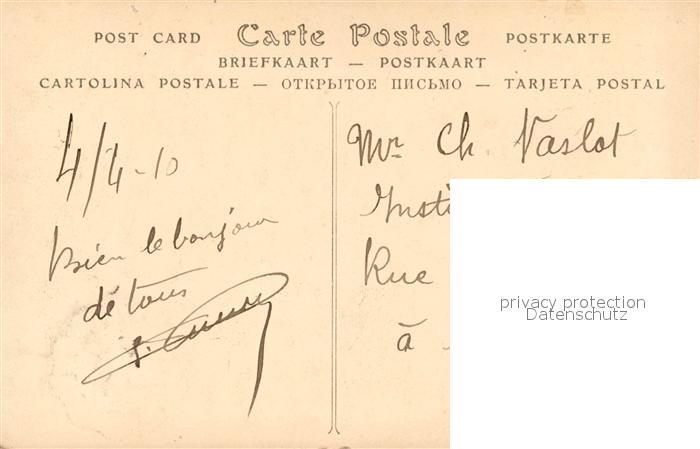 POST CARD Carte Postale POSTKARTE
BRIEFKAART — POSTKAART
CARTOLINA POSTALE — ОТКРЫТОЕ ПИСЬМО — TARJETA POSTAL
4/4-10
Bien le bonjour
de tous
Mr Ch. Vaslot
Insti
Rue
à
privacy protection
Datenschutz